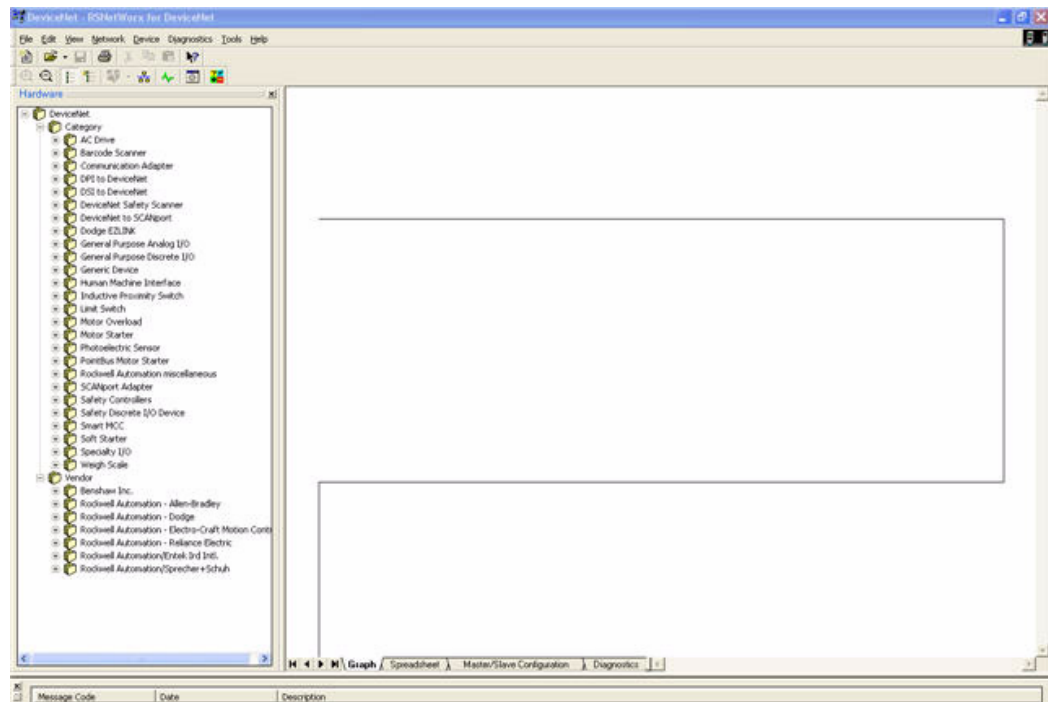 DeviceNet - RSNetWorx for DeviceNet
File Edit View Network Device Diagnostics Tools Help
Hardware
DeviceNet
Category
AC Drive
Barcode Scanner
Communication Adapter
DPI to DeviceNet
DSI to DeviceNet
DeviceNet Safety Scanner
DeviceNet to SCANport
Dodge EZLINK
General Purpose Analog I/O
General Purpose Discrete I/O
Generic Device
Human Machine Interface
Inductive Proximity Switch
Limit Switch
Motor Overload
Motor Starter
Photoelectric Sensor
PointBus Motor Starter
Rockwell Automation miscellaneous
SCANport Adapter
Safety Controllers
Safety Discrete I/O Device
Smart MCC
Soft Starter
Specialty I/O
Weigh Scale
Vendor
Benshaw Inc.
Rockwell Automation - Allen-Bradley
Rockwell Automation - Dodge
Rockwell Automation - Electro-Craft Motion Contr
Rockwell Automation - Reliance Electric
Rockwell Automation/Entek Ird Intl.
Rockwell Automation/Sprecher+Schuh
Graph Spreadsheet Master/Slave Configuration Diagnostics
Message Code Date Description